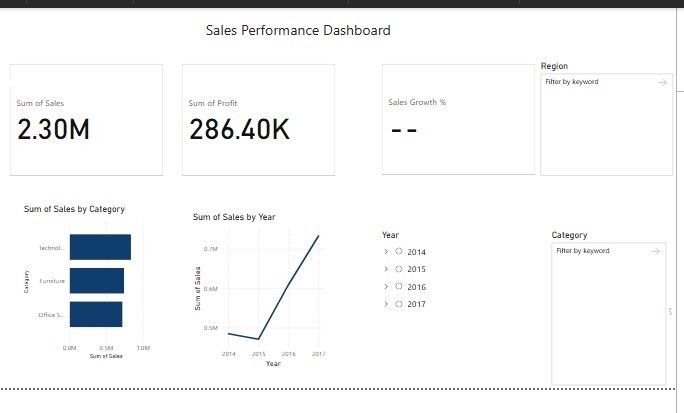 Sales Performance Dashboard
Sum of Sales
2.30M
Sum of Profit
286.40K
Sales Growth %
--
Region
Filter by keyword
Sum of Sales by Category
Category
Technol...
Furniture
Office S...
0.0M 0.5M 1.0M
Sum of Sales
Sum of Sales by Year
Sum of Sales
0.7M
0.6M
0.5M
2014 2015 2016 2017
Year
Year
2014
2015
2016
2017
Category
Filter by keyword